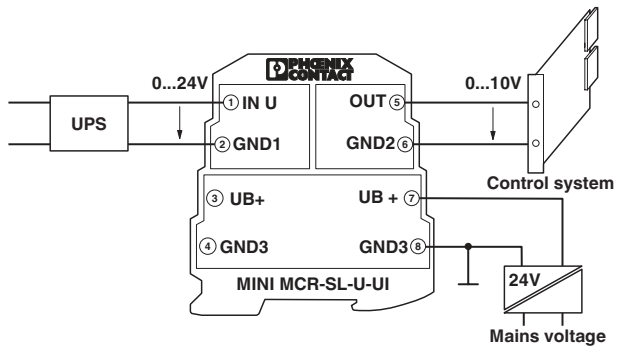 PHŒNIX
CONTACT
0...24V
0...10V
UPS
1 IN U
OUT 5
2 GND1
GND2 6
Control system
3 UB+
UB + 7
4 GND3
GND3 8
MINI MCR-SL-U-UI
24V
Mains voltage